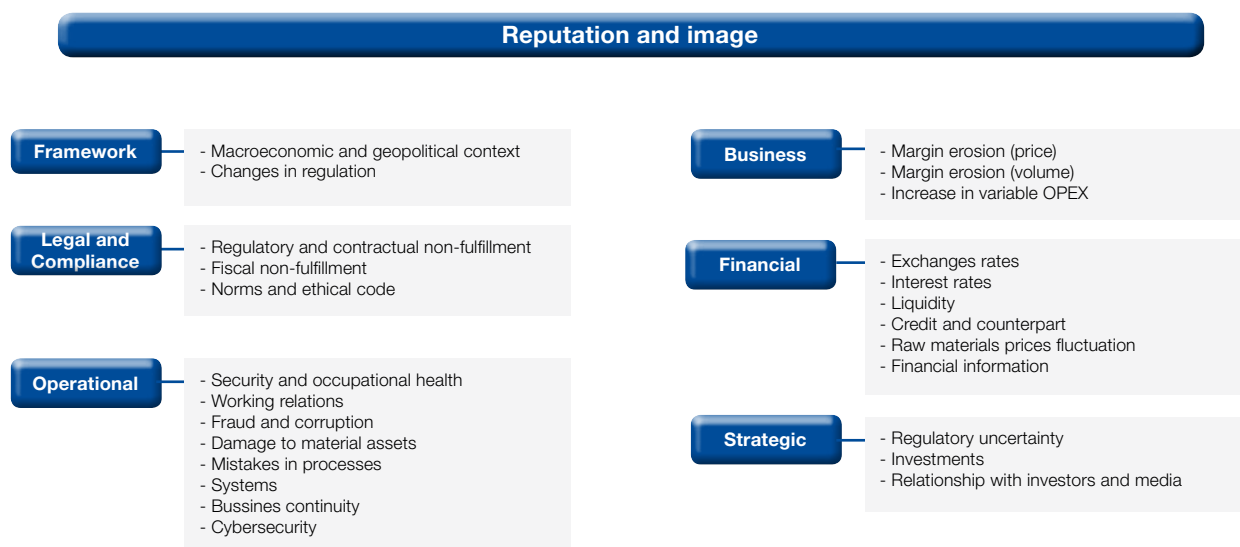 Reputation and image
Framework
- Macroeconomic and geopolitical context
- Changes in regulation
Legal and
Compliance
- Regulatory and contractual non-fulfillment
- Fiscal non-fulfillment
- Norms and ethical code
Operational
- Security and occupational health
- Working relations
- Fraud and corruption
- Damage to material assets
- Mistakes in processes
- Systems
- Bussines continuity
- Cybersecurity
Business
- Margin erosion (price)
- Margin erosion (volume)
- Increase in variable OPEX
Financial
- Exchanges rates
- Interest rates
- Liquidity
- Credit and counterpart
- Raw materials prices fluctuation
- Financial information
Strategic
- Regulatory uncertainty
- Investments
- Relationship with investors and media